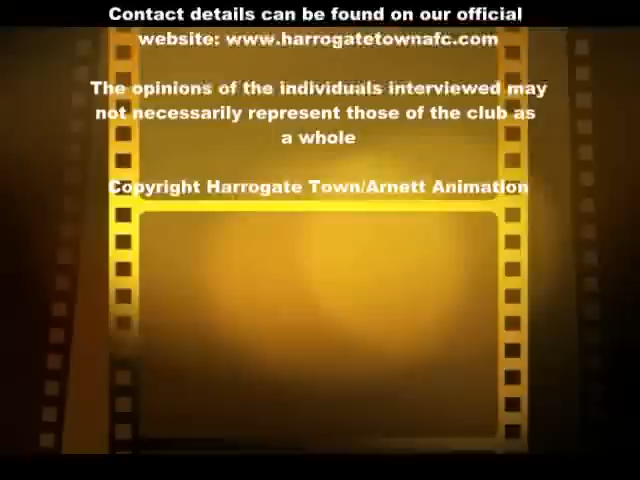 Contact details can be found on our official
website: www.harrogatetownafc.com
The opinions of the individuals interviewed may
not necessarily represent those of the club as
a whole
Copyright Harrogate Town/Arnett Animation